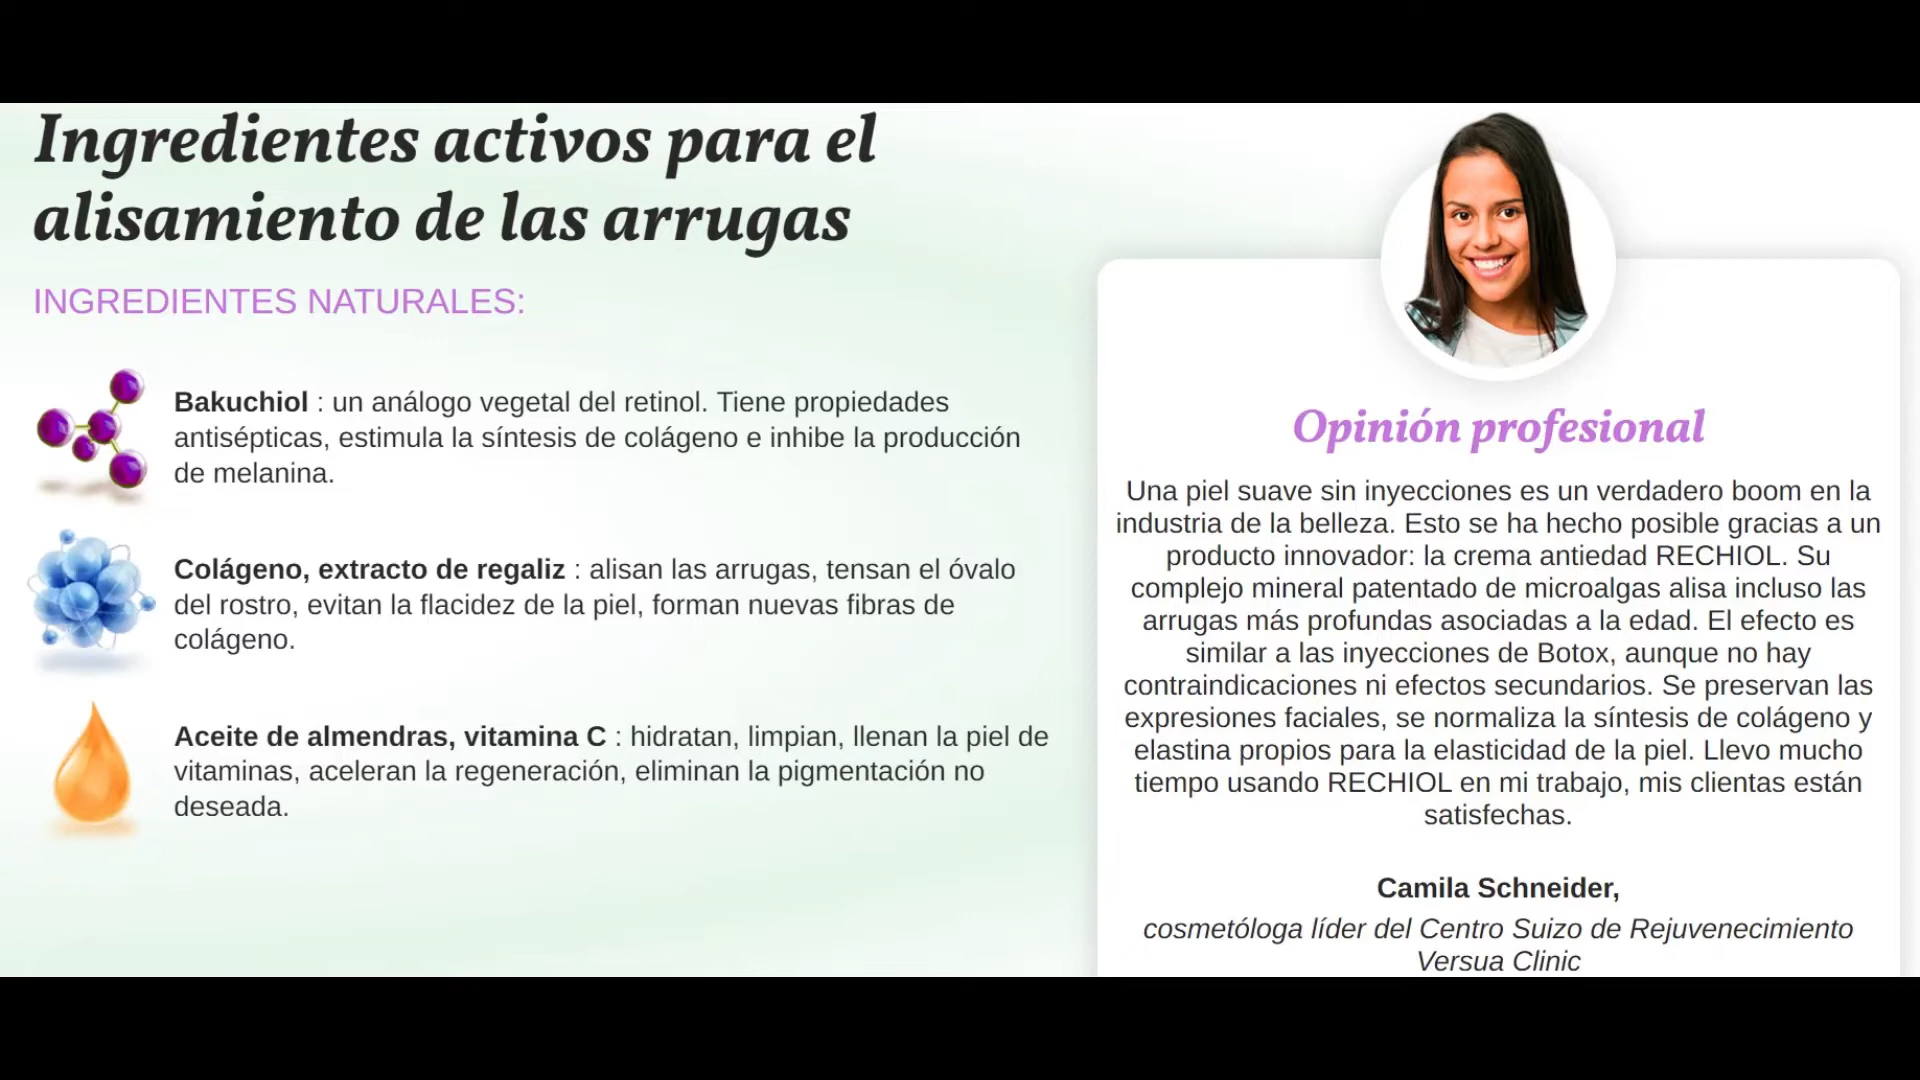 Ingredientes activos para el
alisamiento de las arrugas
INGREDIENTES NATURALES:
Bakuchiol : un análogo vegetal del retinol. Tiene propiedades
antisépticas, estimula la síntesis de colágeno e inhibe la producción
de melanina.
Colágeno, extracto de regaliz : alisan las arrugas, tensan el óvalo
del rostro, evitan la flacidez de la piel, forman nuevas fibras de
colágeno.
Aceite de almendras, vitamina C : hidratan, limpian, llenan la piel de
vitaminas, aceleran la regeneración, eliminan la pigmentación no
deseada.
Opinión profesional
Una piel suave sin inyecciones es un verdadero boom en la
industria de la belleza. Esto se ha hecho posible gracias a un
producto innovador: la crema antiedad RECHIOL. Su
complejo mineral patentado de microalgas alisa incluso las
arrugas más profundas asociadas a la edad. El efecto es
similar a las inyecciones de Botox, aunque no hay
contraindicaciones ni efectos secundarios. Se preservan las
expresiones faciales, se normaliza la síntesis de colágeno y
elastina propios para la elasticidad de la piel. Llevo mucho
tiempo usando RECHIOL en mi trabajo, mis clientas están
satisfechas.
Camila Schneider,
cosmetóloga líder del Centro Suizo de Rejuvenecimiento
Versua Clinic